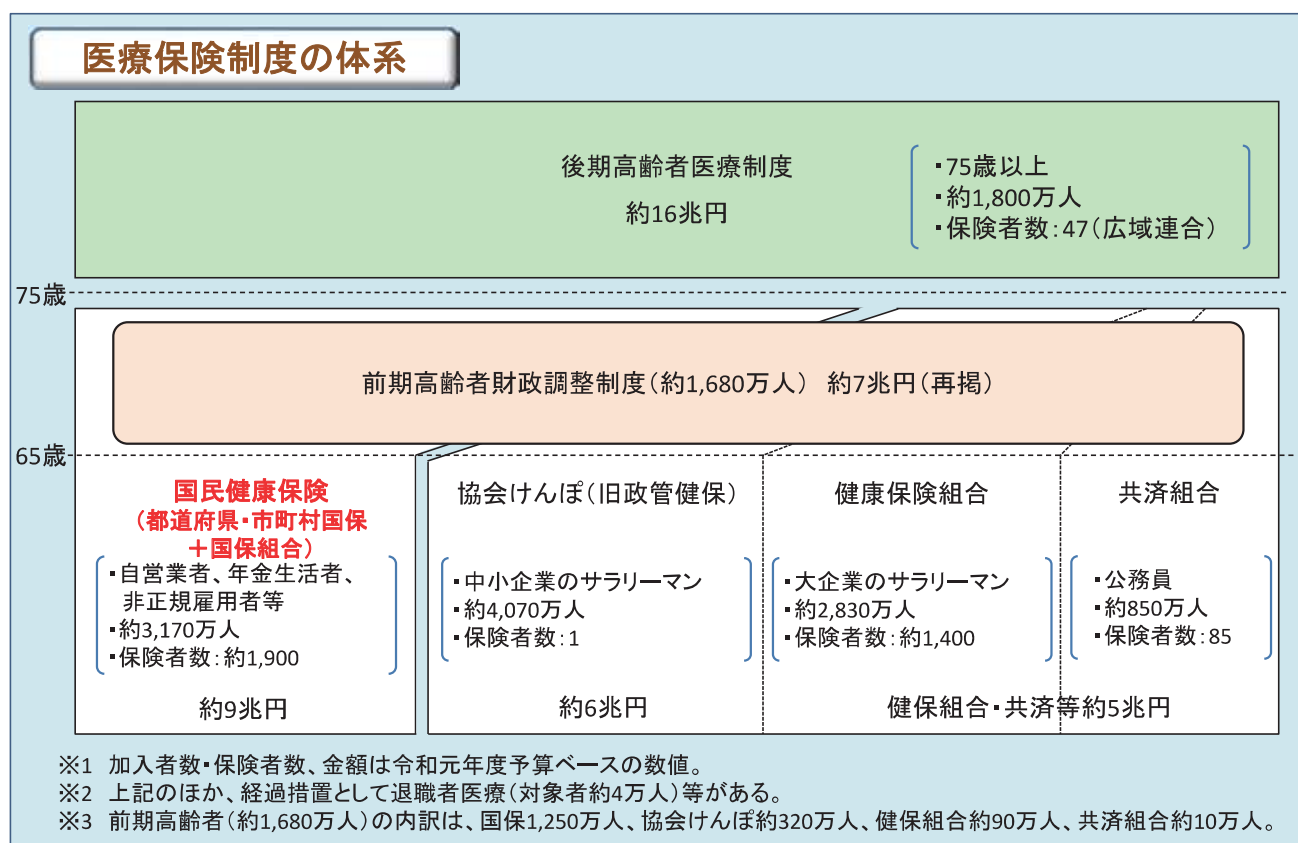 医療保険制度の体系
後期高齢者医療制度
約16兆円
・75歳以上
・約1,800万人
・保険者数:47(広域連合)
75歳
前期高齢者財政調整制度(約1,680万人) 約7兆円(再掲)
65歳
国民健康保険
(都道府県・市町村国保
+国保組合)
・自営業者、年金生活者、
非正規雇用者等
・約3,170万人
・保険者数:約1,900
約9兆円
協会けんぽ(旧政管健保)
・中小企業のサラリーマン
・約4,070万人
・保険者数:1
約6兆円
健康保険組合
・大企業のサラリーマン
・約2,830万人
・保険者数:約1,400
共済組合
・公務員
・約850万人
・保険者数:85
健保組合・共済等約5兆円
※1 加入者数・保険者数、金額は令和元年度予算ベースの数値。
※2 上記のほか、経過措置として退職者医療(対象者約4万人)等がある。
※3 前期高齢者(約1,680万人)の内訳は、国保1,250万人、協会けんぽ約320万人、健保組合約90万人、共済組合約10万人。